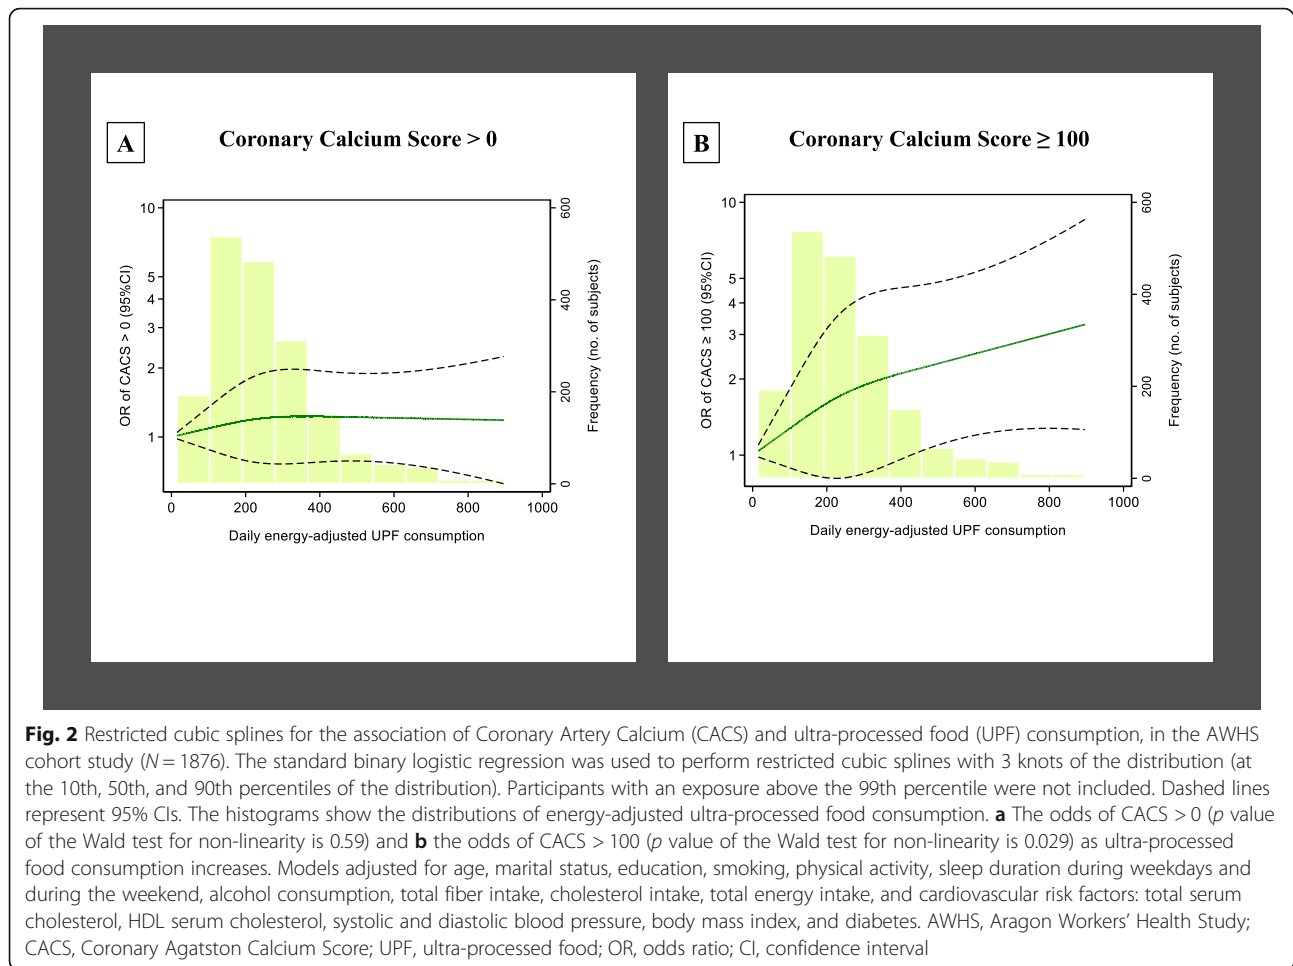 A
Coronary Calcium Score > 0
10
5
4
3
2
1
OR of CACS > 0 (95%CI)
600
400
200
0
Frequency (no. of subjects)
0 200 400 600 800 1000
Daily energy-adjusted UPF consumption
B
Coronary Calcium Score ≥ 100
10
5
4
3
2
1
OR of CACS ≥ 100 (95%CI)
600
400
200
0
Frequency (no. of subjects)
0 200 400 600 800 1000
Daily energy-adjusted UPF consumption
Fig. 2 Restricted cubic splines for the association of Coronary Artery Calcium (CACS) and ultra-processed food (UPF) consumption, in the AWHS
cohort study (N = 1876). The standard binary logistic regression was used to perform restricted cubic splines with 3 knots of the distribution (at
the 10th, 50th, and 90th percentiles of the distribution). Participants with an exposure above the 99th percentile were not included. Dashed lines
represent 95% CIs. The histograms show the distributions of energy-adjusted ultra-processed food consumption. a The odds of CACS > 0 (p value
of the Wald test for non-linearity is 0.59) and b the odds of CACS > 100 (p value of the Wald test for non-linearity is 0.029) as ultra-processed
food consumption increases. Models adjusted for age, marital status, education, smoking, physical activity, sleep duration during weekdays and
during the weekend, alcohol consumption, total fiber intake, cholesterol intake, total energy intake, and cardiovascular risk factors: total serum
cholesterol, HDL serum cholesterol, systolic and diastolic blood pressure, body mass index, and diabetes. AWHS, Aragon Workers' Health Study;
CACS, Coronary Agatston Calcium Score; UPF, ultra-processed food; OR, odds ratio; CI, confidence interval